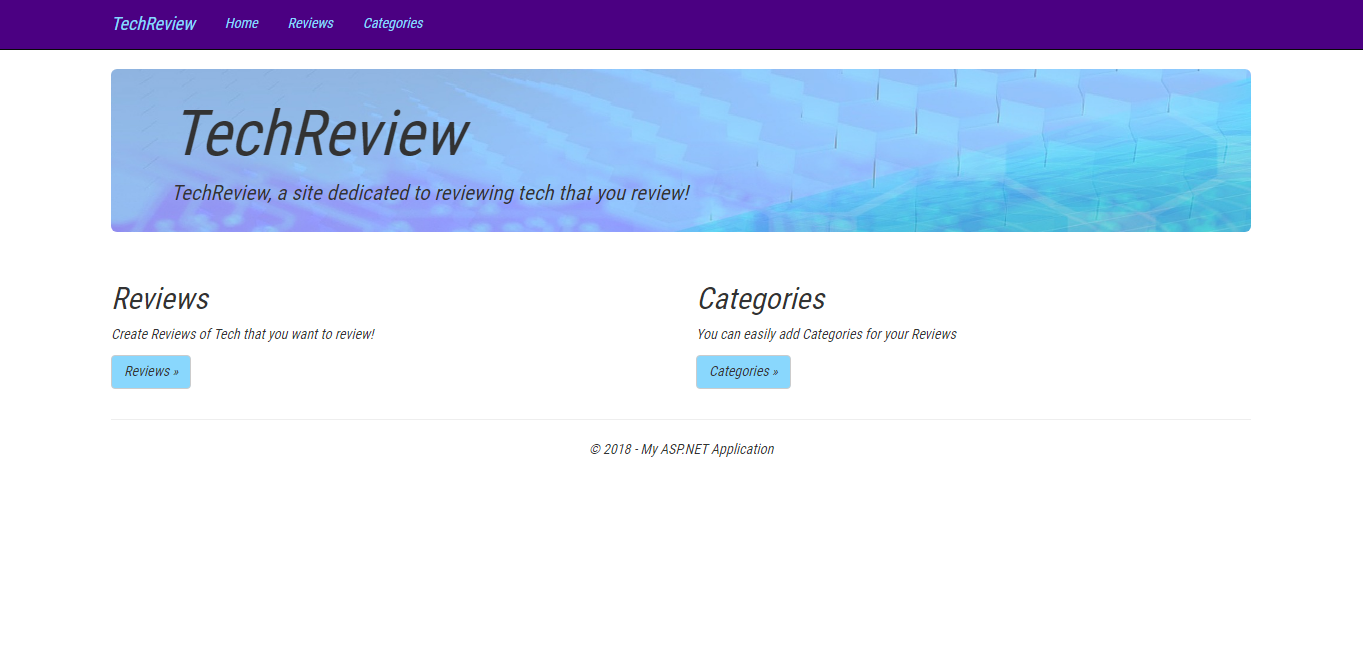 TechReview Home Reviews Categories
TechReview
TechReview, a site dedicated to reviewing tech that you review!
Reviews
Create Reviews of Tech that you want to review!
Reviews »
Categories
You can easily add Categories for your Reviews
Categories »
© 2018 - My ASP.NET Application